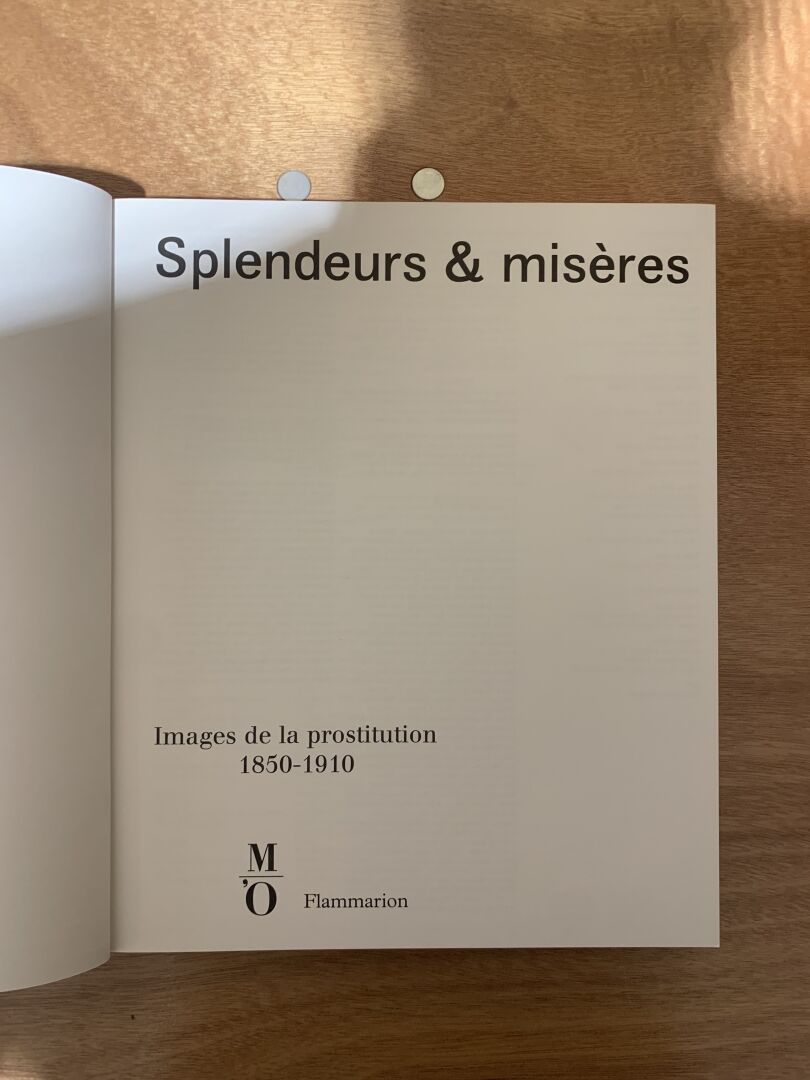 Splendeurs & misères
Images de la prostitution
1850-1910
M
'O
Flammarion